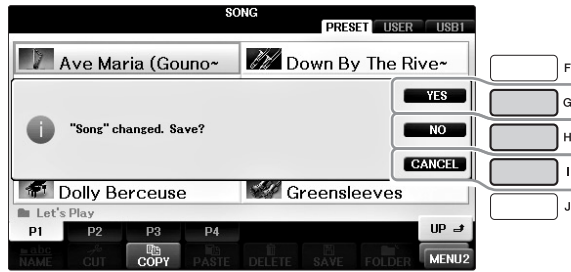 SONG
PRESET USER USB1
Ave Maria (Gouno~ Down By The Rive~
F
YES
G
"Song" changed. Save?
NO
H
CANCEL
I
Dolly Berceuse Greensleeves
J
Let's Play
P1 P2 P3 P4 UP
abc
NAME CUT COPY PASTE DELETE SAVE FOLDER MENU2